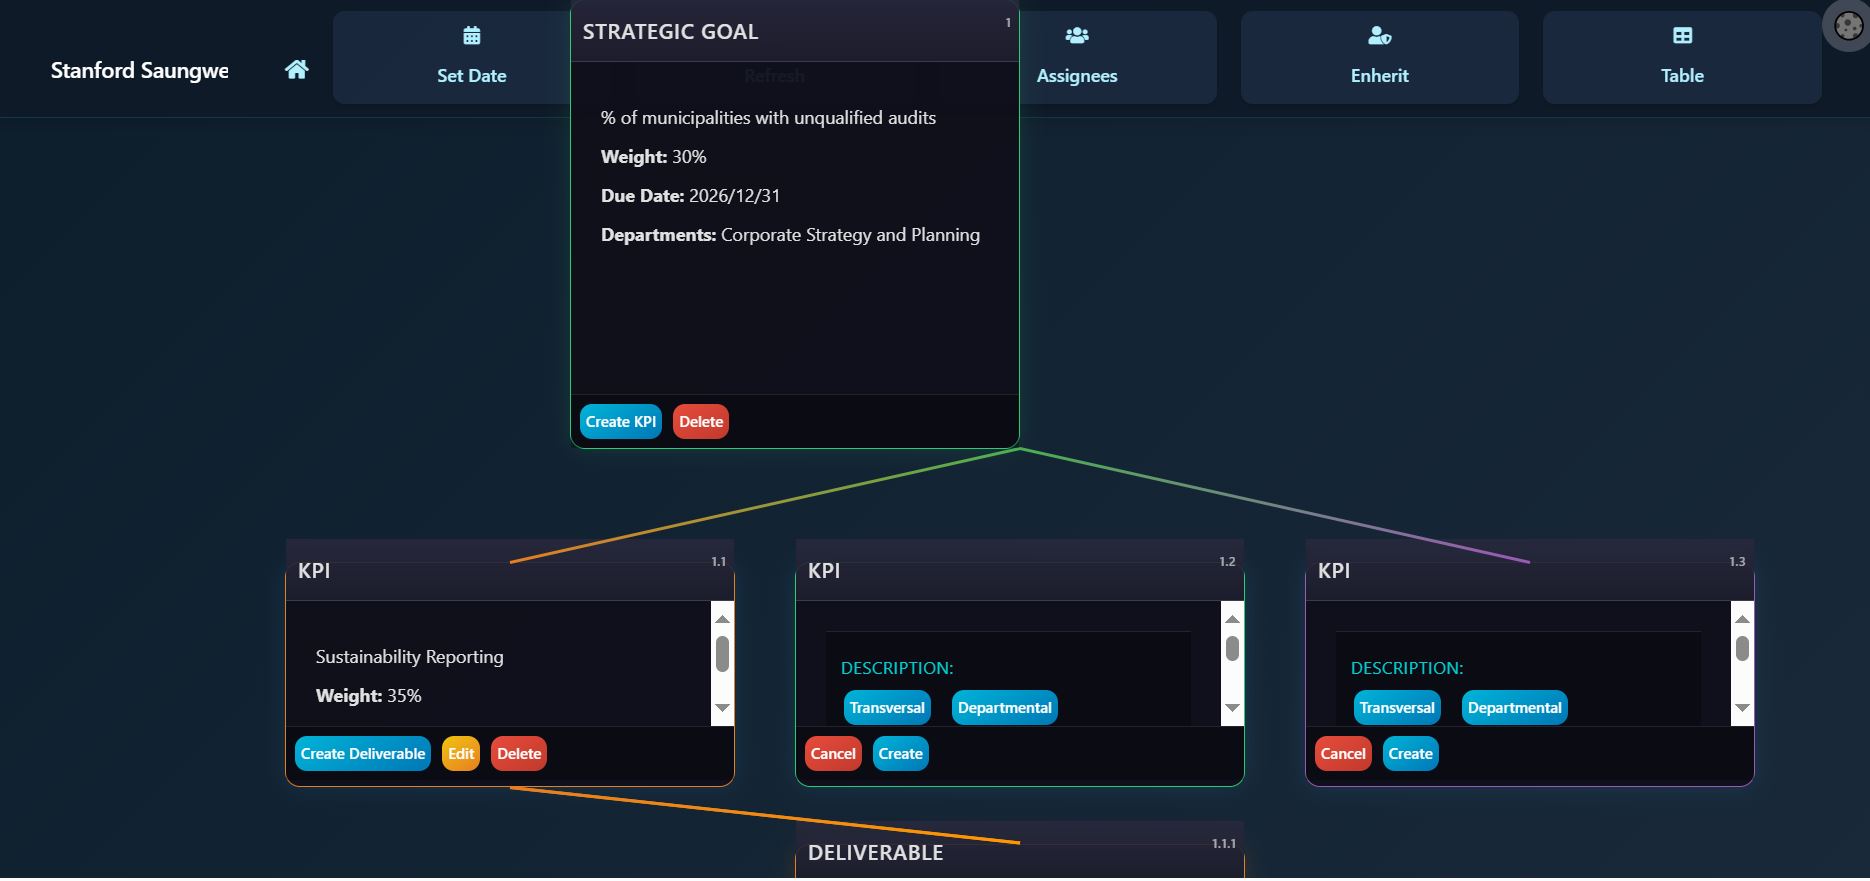 Stanford Saungwe
Set Date
Refresh
Assignees
Enherit
Table
STRATEGIC GOAL
1
% of municipalities with unqualified audits
Weight: 30%
Due Date: 2026/12/31
Departments: Corporate Strategy and Planning
Create KPI
Delete
KPI
1.1
Sustainability Reporting
Weight: 35%
Create Deliverable
Edit
Delete
KPI
1.2
DESCRIPTION:
Transversal
Departmental
Cancel
Create
KPI
1.3
DESCRIPTION:
Transversal
Departmental
Cancel
Create
DELIVERABLE
1.1.1